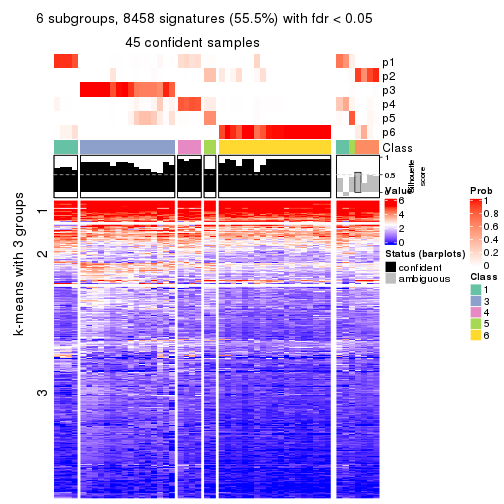 6 subgroups, 8458 signatures (55.5%) with fdr < 0.05
45 confident samples
p1
p2
p3
p4
p5
p6
Class
1
0.5
0
Silhouette
score
k-means with 3 groups
1
2
3
Value
6
4
2
0
Status (barplots)
confident
ambiguous
Prob
1
0.8
0.6
0.4
0.2
0
Class
1
3
4
5
6